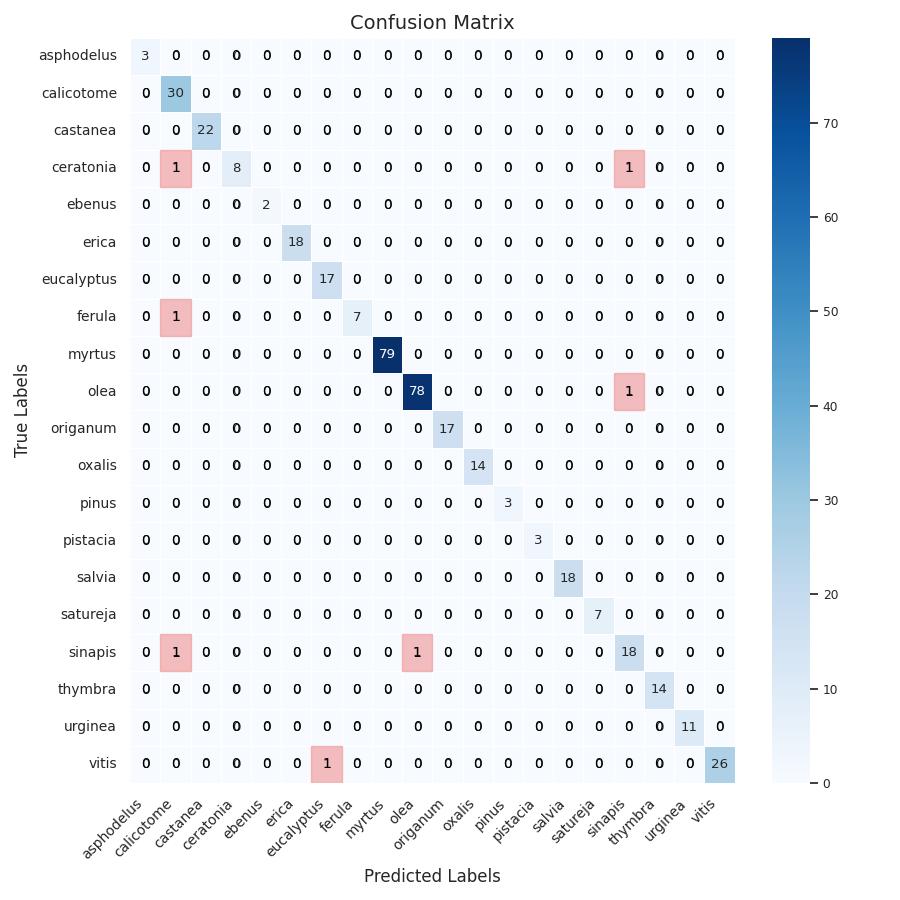 Confusion Matrix
asphodelus 3 0 0 0 0 0 0 0 0 0 0 0 0 0 0 0 0 0 0 0
calicotome 0 30 0 0 0 0 0 0 0 0 0 0 0 0 0 0 0 0 0 0
castanea 0 0 22 0 0 0 0 0 0 0 0 0 0 0 0 0 0 0 0 0
ceratonia 0 1 0 8 0 0 0 0 0 0 0 0 0 0 0 0 1 0 0 0
ebenus 0 0 0 0 2 0 0 0 0 0 0 0 0 0 0 0 0 0 0 0
erica 0 0 0 0 0 18 0 0 0 0 0 0 0 0 0 0 0 0 0 0
eucalyptus 0 0 0 0 0 0 17 0 0 0 0 0 0 0 0 0 0 0 0 0
ferula 0 1 0 0 0 0 0 7 0 0 0 0 0 0 0 0 0 0 0 0
myrtus 0 0 0 0 0 0 0 0 79 0 0 0 0 0 0 0 0 0 0 0
olea 0 0 0 0 0 0 0 0 0 78 0 0 0 0 0 0 1 0 0 0
origanum 0 0 0 0 0 0 0 0 0 0 17 0 0 0 0 0 0 0 0 0
oxalis 0 0 0 0 0 0 0 0 0 0 0 14 0 0 0 0 0 0 0 0
pinus 0 0 0 0 0 0 0 0 0 0 0 0 3 0 0 0 0 0 0 0
pistacia 0 0 0 0 0 0 0 0 0 0 0 0 0 3 0 0 0 0 0 0
salvia 0 0 0 0 0 0 0 0 0 0 0 0 0 0 18 0 0 0 0 0
satureja 0 0 0 0 0 0 0 0 0 0 0 0 0 0 0 7 0 0 0 0
sinapis 0 1 0 0 0 0 0 0 0 1 0 0 0 0 0 0 18 0 0 0
thymbra 0 0 0 0 0 0 0 0 0 0 0 0 0 0 0 0 0 14 0 0
urginea 0 0 0 0 0 0 0 0 0 0 0 0 0 0 0 0 0 0 11 0
vitis 0 0 0 0 0 0 1 0 0 0 0 0 0 0 0 0 0 0 0 26
asphodelus calicotome castanea ceratonia ebenus erica eucalyptus ferula myrtus olea origanum oxalis pinus pistacia salvia satureja sinapis thymbra urginea vitis
Predicted Labels
True Labels
70
60
50
40
30
20
10
0